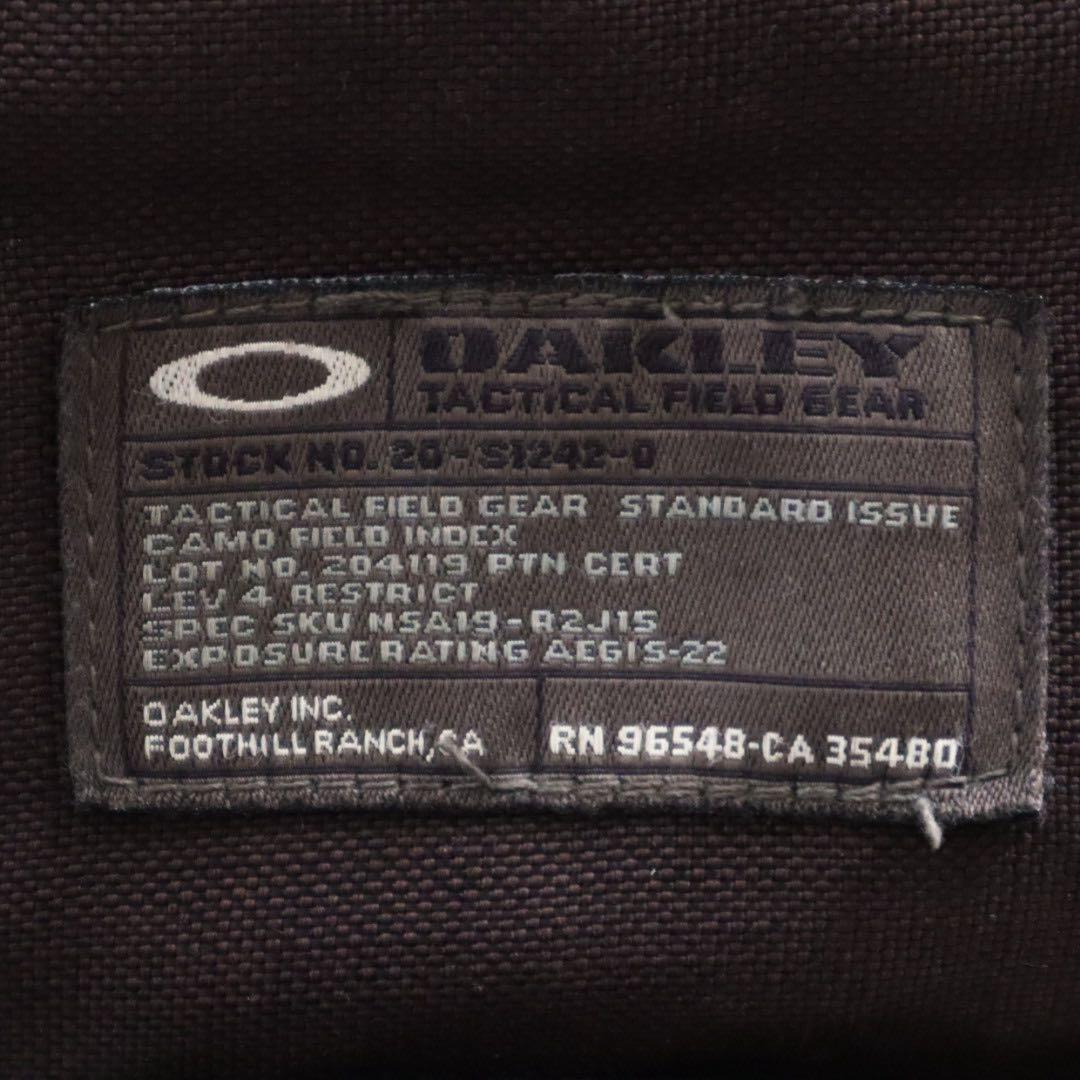 OAKLEY
TACTICAL FIELD GEAR
STOCK NO. 20-S1242-0
TACTICAL FIELD GEAR STANDARD ISSUE
CAMO FIELD INDEX
LOT NO. 204119 PTN CERT
LEV 4 RESTRICT
SPEC SKU NSA19-R2J15
EXPOSURE RATING AEGIS-22
OAKLEY INC.
FOOTHILL RANCH, CA
RN 96548-CA 35480